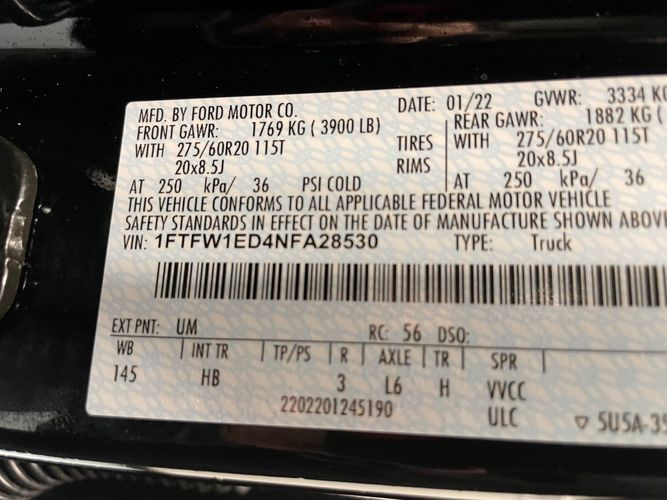 MFD. BY FORD MOTOR CO. DATE: 01/22 GVWR: 3334 KG
FRONT GAWR: 1769 KG ( 3900 LB) REAR GAWR: 1882 KG (
WITH 275/60R20 115T TIRES WITH 275/60R20 115T
20x8.5J RIMS 20x8.5J
AT 250 kPa/ 36 PSI COLD AT 250 kPa/ 36
THIS VEHICLE CONFORMS TO ALL APPLICABLE FEDERAL MOTOR VEHICLE
SAFETY STANDARDS IN EFFECT ON THE DATE OF MANUFACTURE SHOWN ABOV
VIN: 1FTFW1ED4NFA28530 TYPE: Truck
EXT PNT: UM RC: 56 DSO:
WB | INT TR | TP/PS | R | AXLE | TR | SPR
145 HB 3 L6 H VVCC
2202201245190 ULC ▽ 5U5A-35